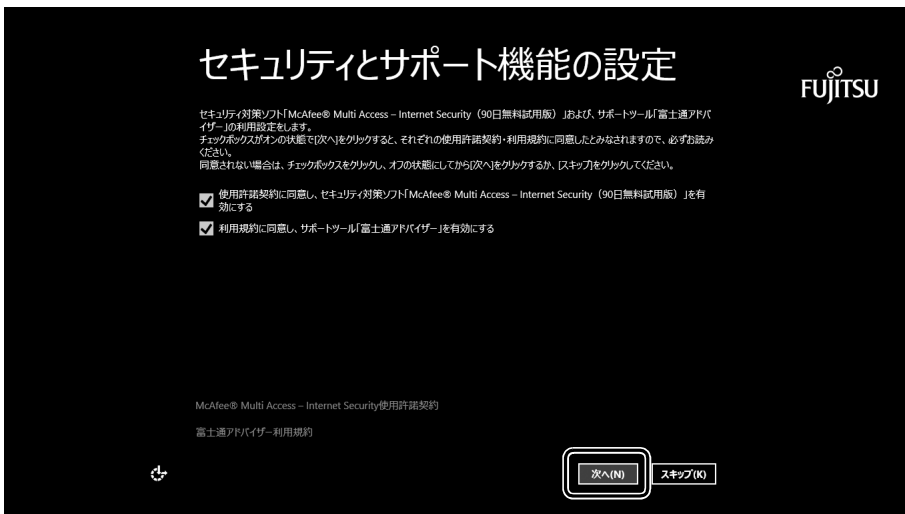 セキュリティとサポート機能の設定
FUJITSU
セキュリティ対策ソフト「McAfee® Multi Access – Internet Security（90日無料試用版）」および、サポートツール「富士通アドバ
イザー」の利用設定をします。
チェックボックスがオンの状態で[次へ]をクリックすると、それぞれの使用許諾契約・利用規約に同意したとみなされますので、必ずお読み
ください。
同意されない場合は、チェックボックスをクリックし、オフの状態にしてから[次へ]をクリックするか、[スキップ]をクリックしてください。
使用許諾契約に同意し、セキュリティ対策ソフト「McAfee® Multi Access – Internet Security（90日無料試用版）」を有
効にする
利用規約に同意し、サポートツール「富士通アドバイザー」を有効にする
McAfee® Multi Access – Internet Security使用許諾契約
富士通アドバイザー利用規約
次へ(N)
スキップ(K)